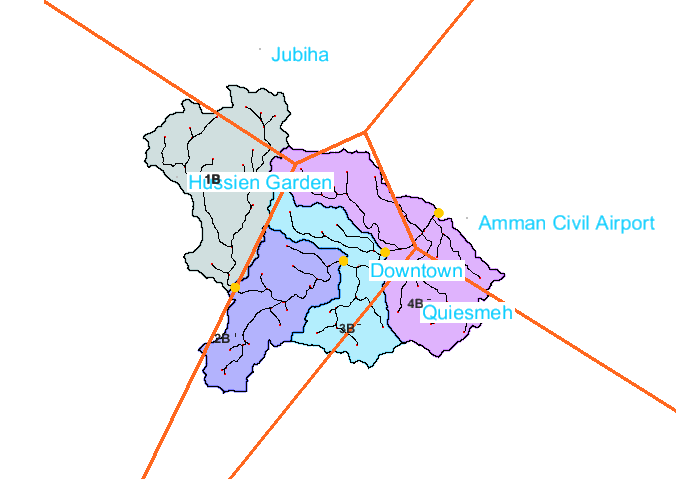 Jubiha
1B
Hussien Garden
Amman Civil Airport
Downtown
4B
Quiesmeh
3B
2B